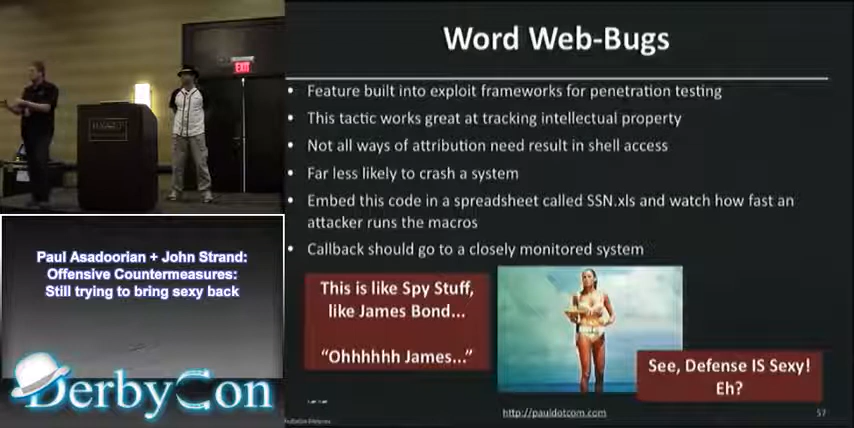 Word Web-Bugs
• Feature built into exploit frameworks for penetration testing
• This tactic works great at tracking intellectual property
• Not all ways of attribution need result in shell access
• Far less likely to crash a system
• Embed this code in a spreadsheet called SSN.xls and watch how fast an
attacker runs the macros
• Callback should go to a closely monitored system
This is like Spy Stuff,
like James Bond...
“Ohhhhhh James...”
See, Defense IS Sexy!
Eh?
http://pauldotcom.com
57
EXIT
HYATT
Paul Asadoorian + John Strand:
Offensive Countermeasures:
Still trying to bring sexy back
DerbyCon